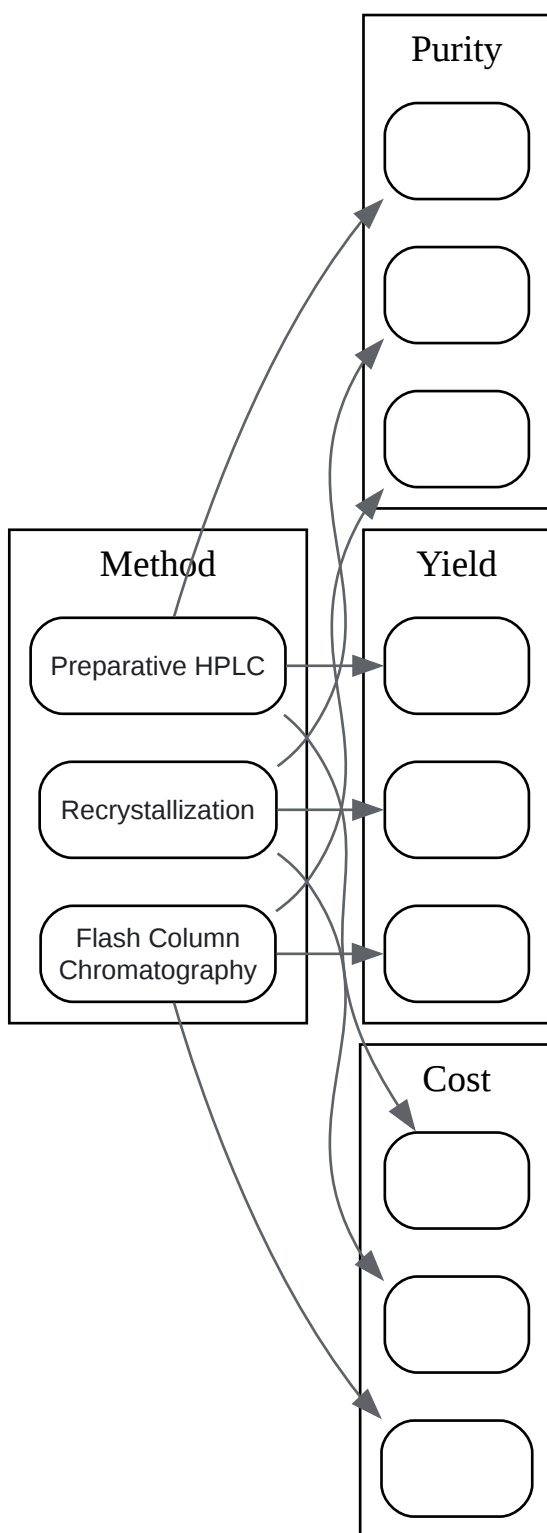 Purity
Method
Preparative HPLC
Recrystallization
Flash Column
Chromatography
Yield
Cost